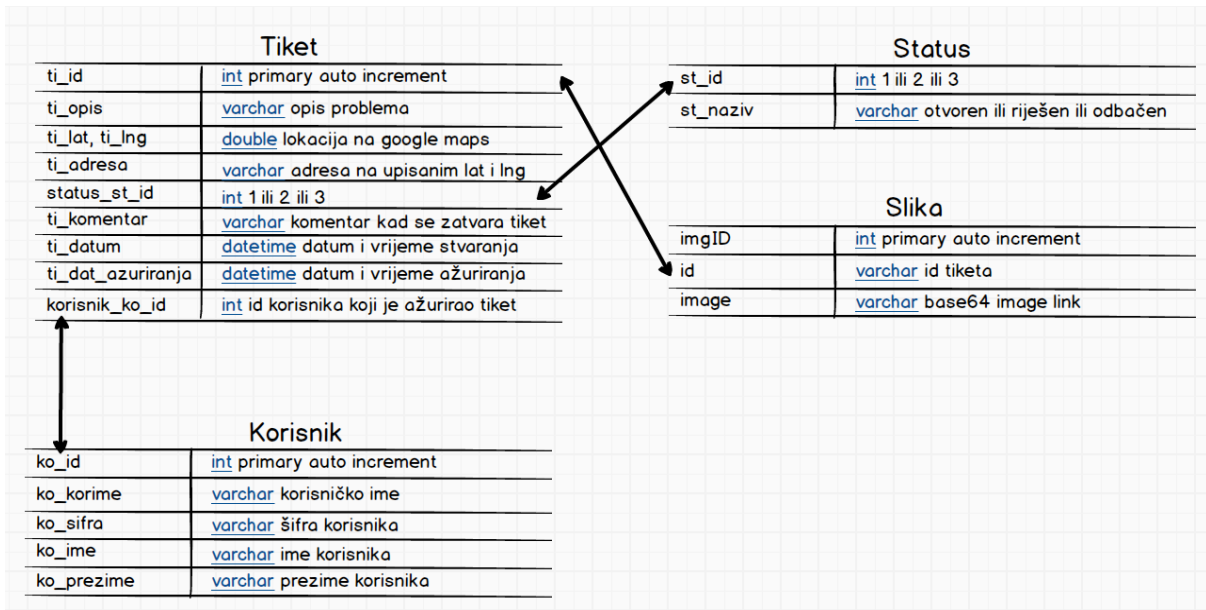 Tiket
ti_id int primary auto increment
ti_opis varchar opis problema
ti_lat, ti_lng double lokacija na google maps
ti_adresa varchar adresa na upisanim lat i lng
status_st_id int 1 ili 2 ili 3
ti_komentar varchar komentar kad se zatvara tiket
ti_datum datetime datum i vrijeme stvaranja
ti_dat_azuriranja datetime datum i vrijeme ažuriranja
korisnik_ko_id int id korisnika koji je ažurirao tiket
Status
st_id int 1 ili 2 ili 3
st_naziv varchar otvoren ili riješen ili odbačen
Slika
imgID int primary auto increment
id varchar id tiketa
image varchar base64 image link
Korisnik
ko_id int primary auto increment
ko_korime varchar korisničko ime
ko_sifra varchar šifra korisnika
ko_ime varchar ime korisnika
ko_prezime varchar prezime korisnika